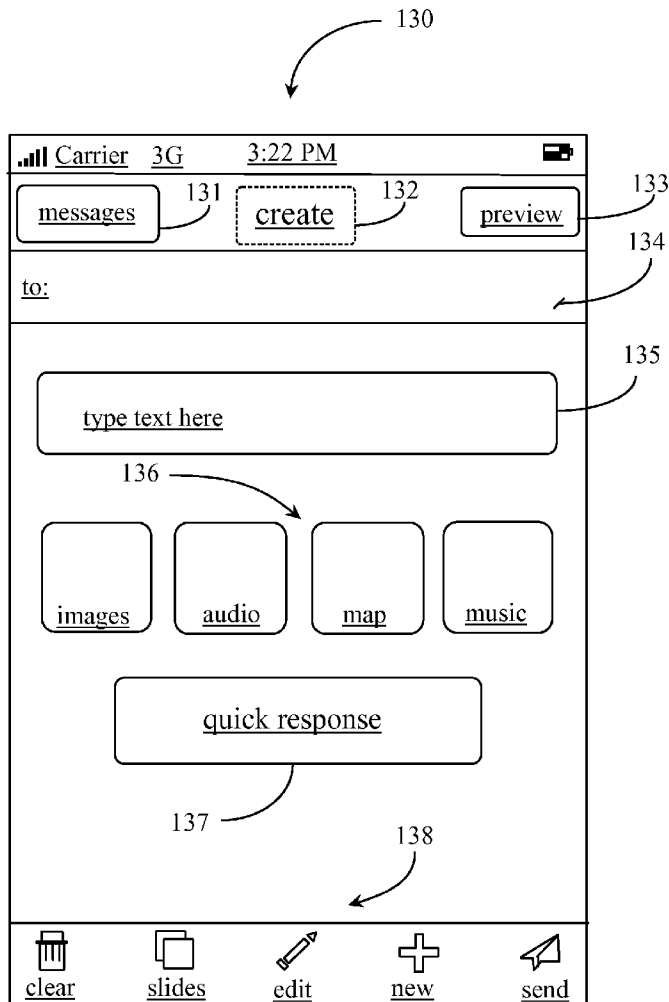 130
Carrier 3G 3:22 PM
messages 131 create 132 preview 133
134
to:
135
type text here
136
images audio map music
quick response
137
138
clear slides edit new send